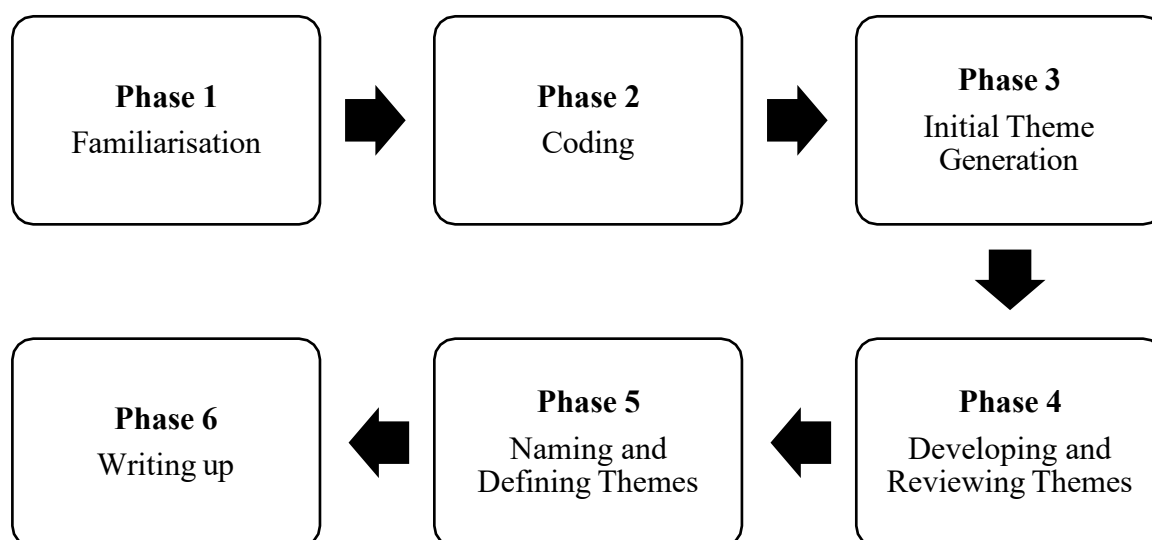 Phase 1
Familiarisation
Phase 2
Coding
Phase 3
Initial Theme
Generation
Phase 4
Developing and
Reviewing Themes
Phase 5
Naming and
Defining Themes
Phase 6
Writing up